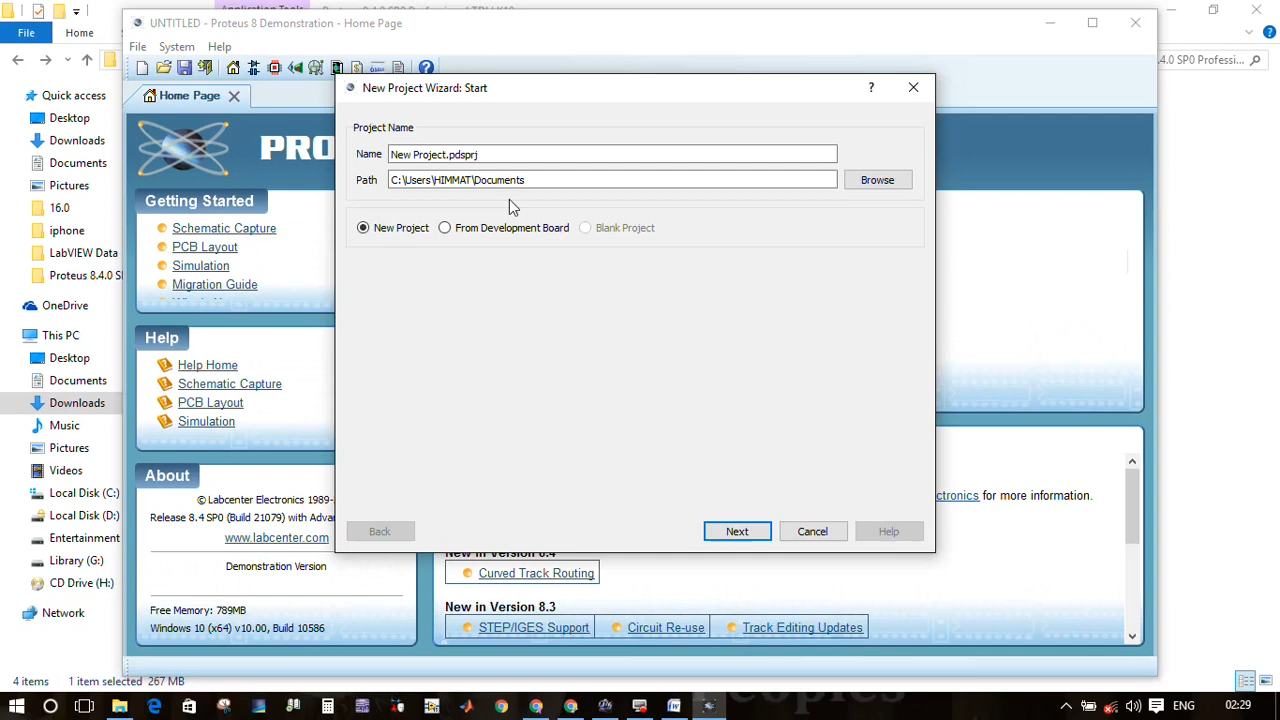 File
Home
UNTITLED - Proteus 8 Demonstration - Home Page
File System Help
Home Page
.4.0 SP0 Professi...
Quick access
Desktop
Downloads
Documents
Pictures
16.0
iphone
LabVIEW Data
Proteus 8.4.0 S
OneDrive
This PC
Desktop
Documents
Downloads
Music
Pictures
Videos
Local Disk (C:)
Local Disk (D:)
Entertainment
Library (G:)
CD Drive (H:)
Network
4 items 1 item selected 267 MB
PRO
Getting Started
Schematic Capture
PCB Layout
Simulation
Migration Guide
Help
Help Home
Schematic Capture
PCB Layout
Simulation
About
© Labcenter Electronics 1989-
Release 8.4 SP0 (Build 21079) with Adva
www.labcenter.com
Demonstration Version
Free Memory: 789MB
Windows 10 (x64) v10.00, Build 10586
New Project Wizard: Start
?
Project Name
Name New Project.pdsprj
Path C:\Users\HIMMAT\Documents Browse
New Project From Development Board Blank Project
Back Next Cancel Help
ectronics for more information.
New in Version 8.4
Curved Track Routing
New in Version 8.3
STEP/IGES Support Circuit Re-use Track Editing Updates
ENG 02:29